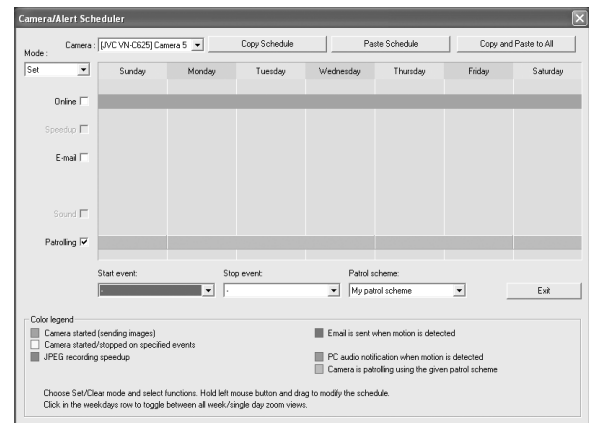 Camera/Alert Scheduler
Camera : [JVC VN-C625] Camera 5 Copy Schedule Paste Schedule Copy and Paste to All
Mode :
Set Sunday Monday Tuesday Wednesday Thursday Friday Saturday
Online
Speedup
E-mail
Sound
Patrolling
Start event: Stop event: Patrol scheme:
- - My patrol scheme Exit
Color legend
Camera started (sending images) Email is sent when motion is detected
Camera started/stopped on specified events
JPEG recording speedup PC audio notification when motion is detected
Camera is patrolling using the given patrol scheme
Choose Set/Clear mode and select functions. Hold left mouse button and drag to modify the schedule.
Click in the weekdays row to toggle between all week/single day zoom views.